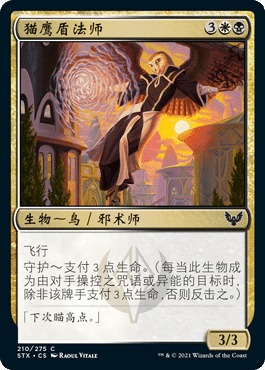 猫鹰盾法师 3
生物～鸟 / 邪术师
飞行
守护～支付3点生命。（每当此生物成
为由对手操控之咒语或异能的目标时，
除非该牌手支付3点生命，否则反击之。）
「下次瞄高点。」
3/3
210/275 C
STX • CS RAOUL VITALE
™ & © 2021 Wizards of the Coast